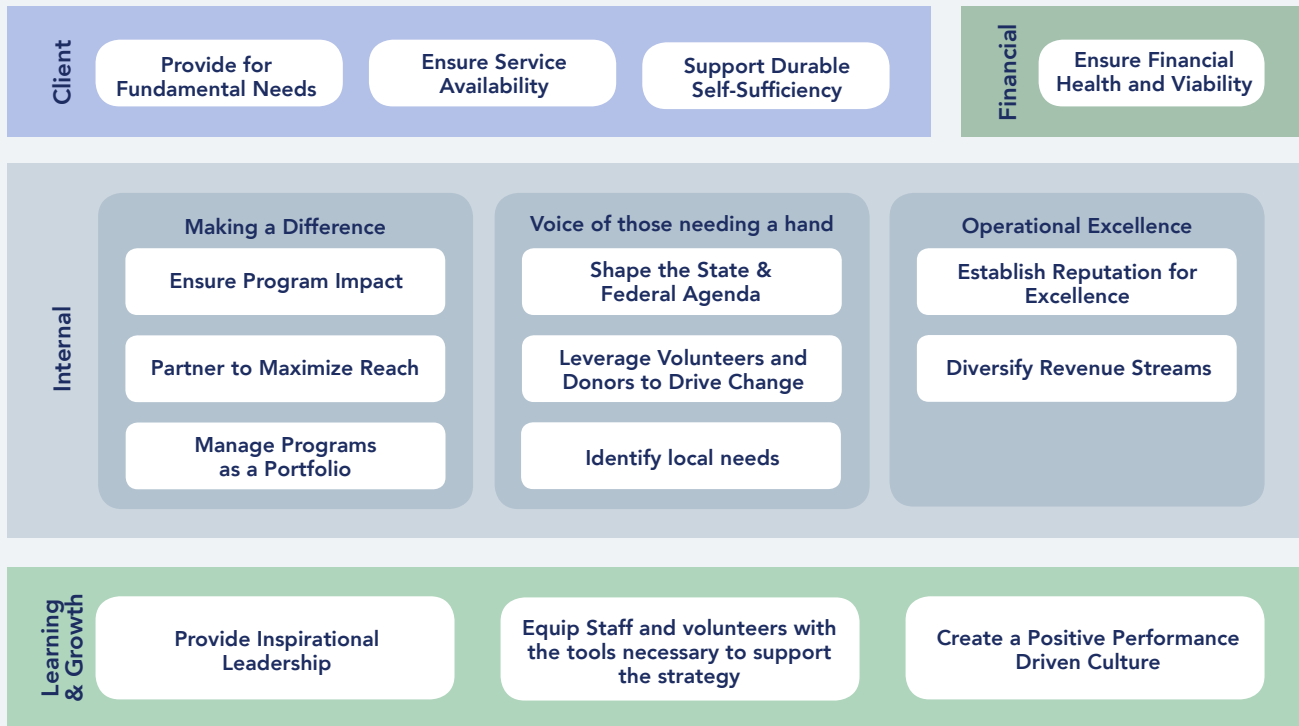 Client
Provide for
Fundamental Needs
Ensure Service
Availability
Support Durable
Self-Sufficiency
Financial
Ensure Financial
Health and Viability
Internal
Making a Difference
Ensure Program Impact
Partner to Maximize Reach
Manage Programs
as a Portfolio
Voice of those needing a hand
Shape the State &
Federal Agenda
Leverage Volunteers and
Donors to Drive Change
Identify local needs
Operational Excellence
Establish Reputation for
Excellence
Diversify Revenue Streams
Learning
& Growth
Provide Inspirational
Leadership
Equip Staff and volunteers with
the tools necessary to support
the strategy
Create a Positive Performance
Driven Culture